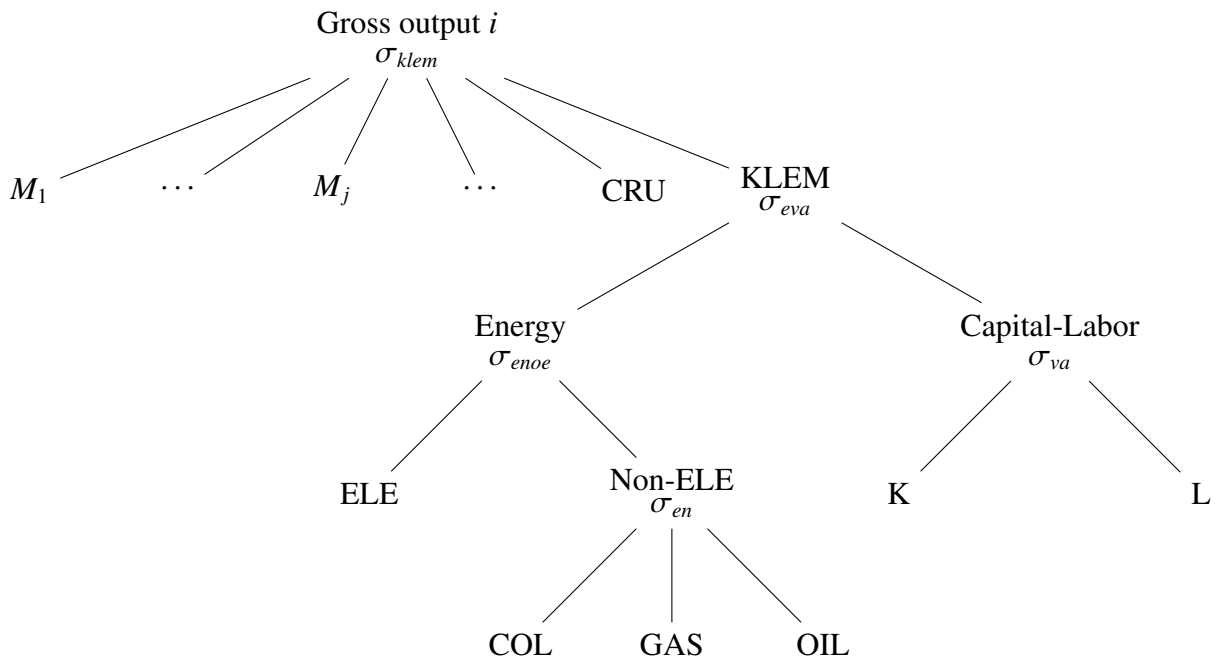 Gross output i
σklem
M1 ··· Mj ··· CRU KLEM
σeva
Energy Capital-Labor
σenoe σva
ELE Non-ELE K L
σen
COL GAS OIL